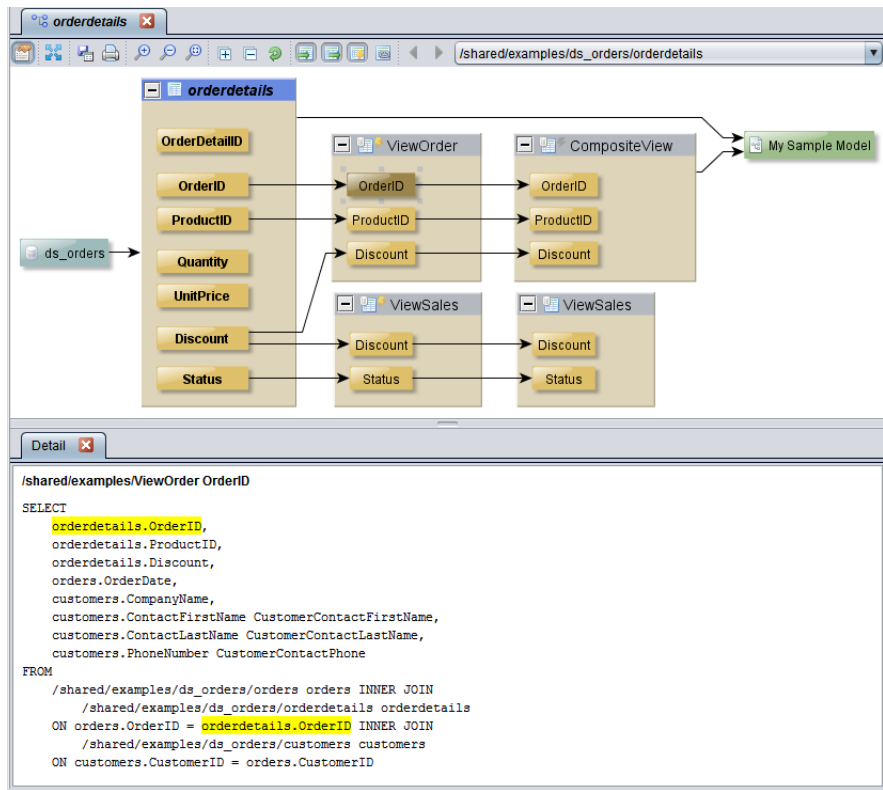 orderdetails
/shared/examples/ds_orders/orderdetails
orderdetails
OrderDetailID
OrderID
ProductID
Quantity
UnitPrice
Discount
Status
ds_orders
ViewOrder
OrderID
ProductID
Discount
CompositeView
OrderID
ProductID
Discount
My Sample Model
ViewSales
Discount
Status
ViewSales
Discount
Status
Detail
/shared/examples/ViewOrder OrderID
SELECT
orderdetails.OrderID,
orderdetails.ProductID,
orderdetails.Discount,
orders.OrderDate,
customers.CompanyName,
customers.ContactFirstName CustomerContactFirstName,
customers.ContactLastName CustomerContactLastName,
customers.PhoneNumber CustomerContactPhone
FROM
/shared/examples/ds_orders/orders orders INNER JOIN
/shared/examples/ds_orders/orderdetails orderdetails
ON orders.OrderID = orderdetails.OrderID INNER JOIN
/shared/examples/ds_orders/customers customers
ON customers.CustomerID = orders.CustomerID